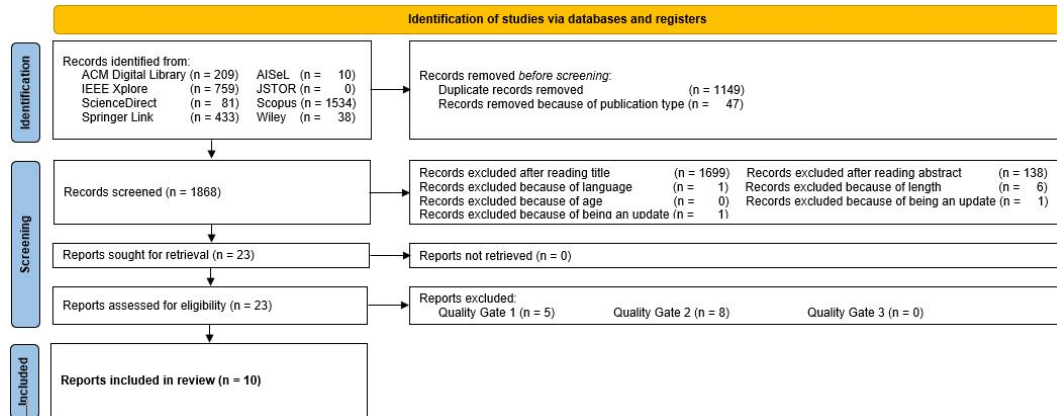 Identification of studies via databases and registers
Identification
Records identified from:
ACM Digital Library (n = 209) AISeL (n = 10)
IEEE Xplore (n = 759) JSTOR (n = 0)
ScienceDirect (n = 81) Scopus (n = 1534)
Springer Link (n = 433) Wiley (n = 38)
Records removed before screening:
Duplicate records removed (n = 1149)
Records removed because of publication type (n = 47)
Screening
Records screened (n = 1868)
Records excluded after reading title (n = 1699) Records excluded after reading abstract (n = 138)
Records excluded because of language (n = 1) Records excluded because of length (n = 6)
Records excluded because of age (n = 0) Records excluded because of being an update (n = 1)
Records excluded because of being an update (n = 1)
Reports sought for retrieval (n = 23)
Reports not retrieved (n = 0)
Reports assessed for eligibility (n = 23)
Reports excluded:
Quality Gate 1 (n = 5) Quality Gate 2 (n = 8) Quality Gate 3 (n = 0)
Included
Reports included in review (n = 10)